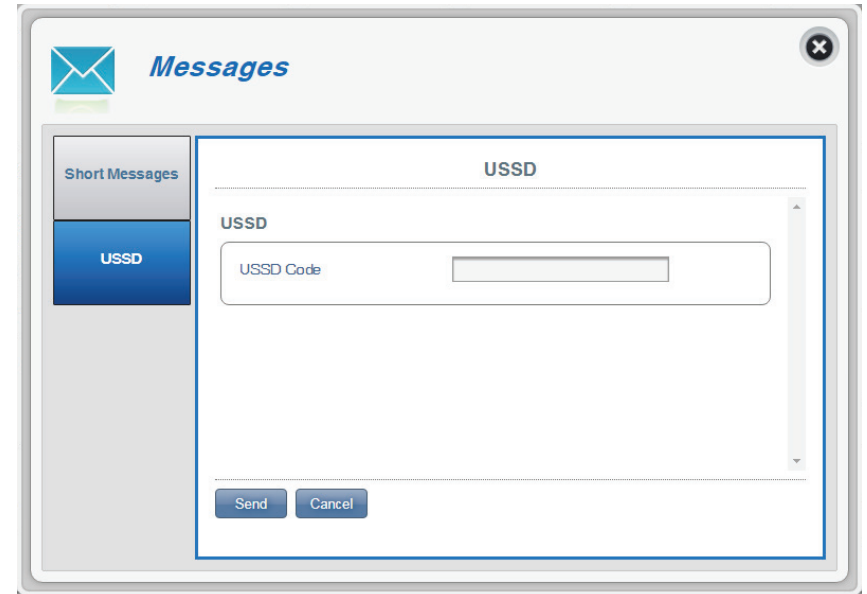 Messages
Short Messages
USSD
USSD
USSD
USSD Code
Send
Cancel